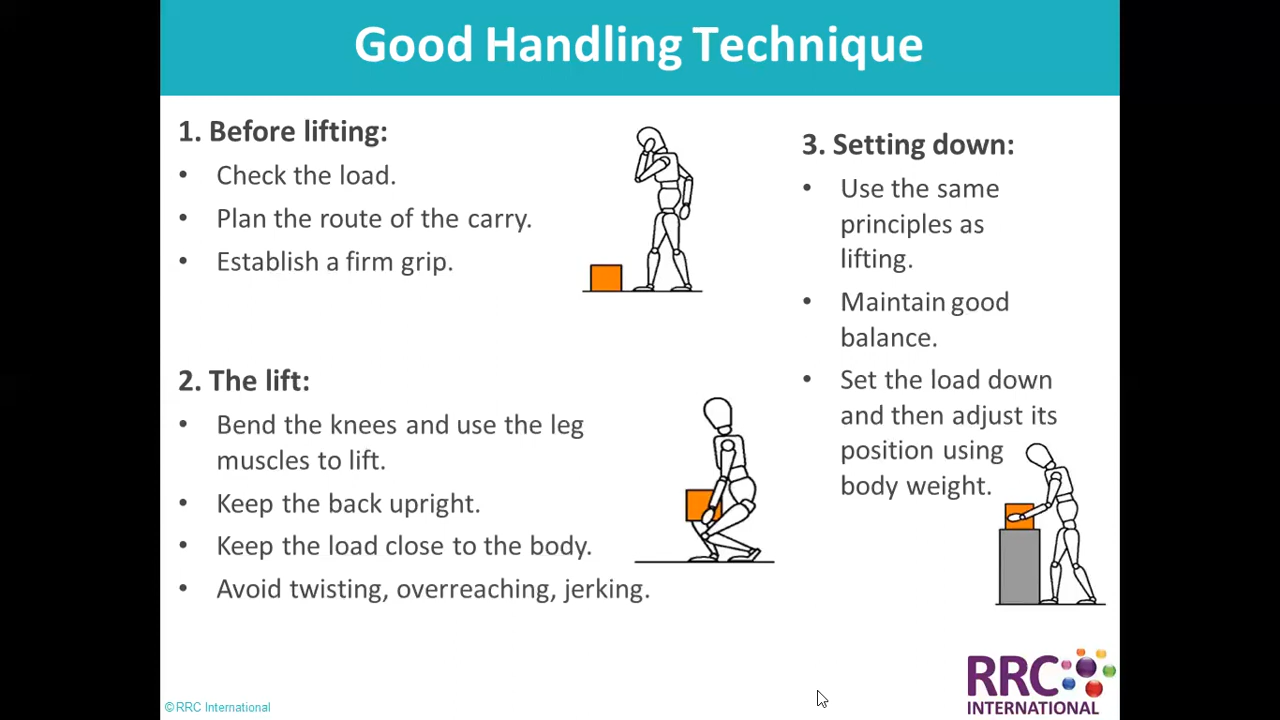 Good Handling Technique
1. Before lifting:
• Check the load.
• Plan the route of the carry.
• Establish a firm grip.
2. The lift:
• Bend the knees and use the leg
muscles to lift.
• Keep the back upright.
• Keep the load close to the body.
• Avoid twisting, overreaching, jerking.
3. Setting down:
• Use the same
principles as
lifting.
• Maintain good
balance.
• Set the load down
and then adjust its
position using
body weight.
©RRC International
RRC
INTERNATIONAL